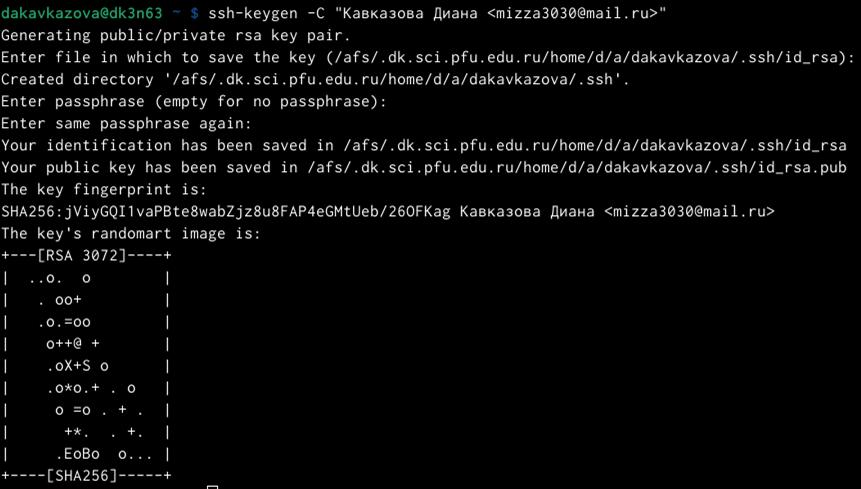 dakavkazova@dk3n63 ~ $ ssh-keygen -C "Кавказова Диана <mizza3030@mail.ru>"
Generating public/private rsa key pair.
Enter file in which to save the key (/afs/.dk.sci.pfu.edu.ru/home/d/a/dakavkazova/.ssh/id_rsa):
Created directory '/afs/.dk.sci.pfu.edu.ru/home/d/a/dakavkazova/.ssh'.
Enter passphrase (empty for no passphrase):
Enter same passphrase again:
Your identification has been saved in /afs/.dk.sci.pfu.edu.ru/home/d/a/dakavkazova/.ssh/id_rsa
Your public key has been saved in /afs/.dk.sci.pfu.edu.ru/home/d/a/dakavkazova/.ssh/id_rsa.pub
The key fingerprint is:
SHA256:jViyGQI1vaPBte8wabZjz8u8FAP4eGMtUeb/26OFKag Кавказова Диана <mizza3030@mail.ru>
The key's randomart image is:
+---[RSA 3072]----+
|  ..o.  o        |
|   . oo+         |
|   .o.=oo        |
|    o++@ +       |
|    .oX+S o      |
|    .o*o.+ . o   |
|     o =o . + .  |
|      +*.  . +.  |
|     .EoBo  o... |
+----[SHA256]-----+